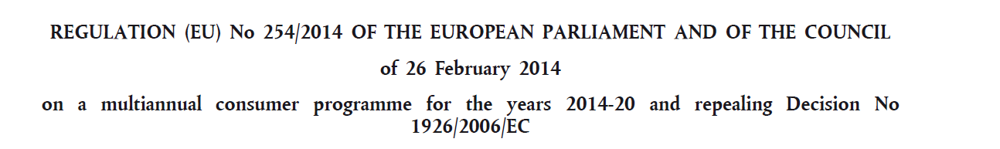 REGULATION (EU) No 254/2014 OF THE EUROPEAN PARLIAMENT AND OF THE COUNCIL
of 26 February 2014
on a multiannual consumer programme for the years 2014-20 and repealing Decision No
1926/2006/EC